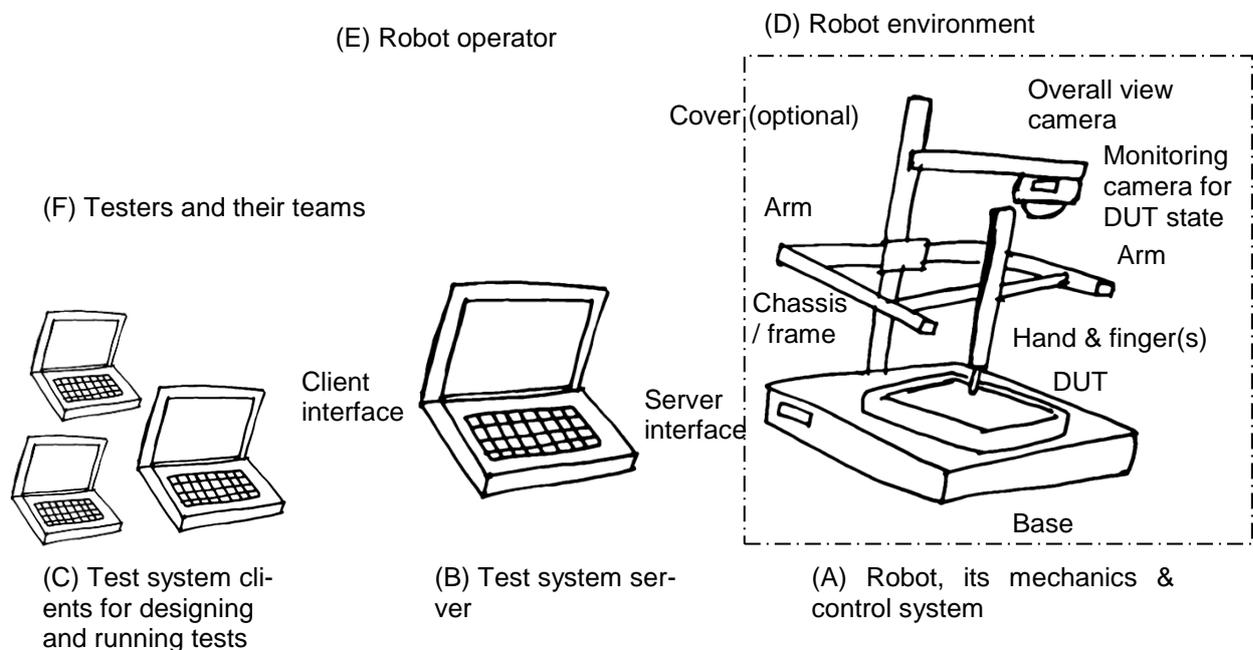 (E) Robot operator
(D) Robot environment
Cover (optional)
Overall view
camera
Monitoring
camera for
DUT state
(F) Testers and their teams
Arm
Arm
Chassis
/ frame
Hand & finger(s)
DUT
Client
interface
Server
interface
Base
(C) Test system cli-
ents for designing
and running tests
(B) Test system ser-
ver
(A) Robot, its mechanics &
control system